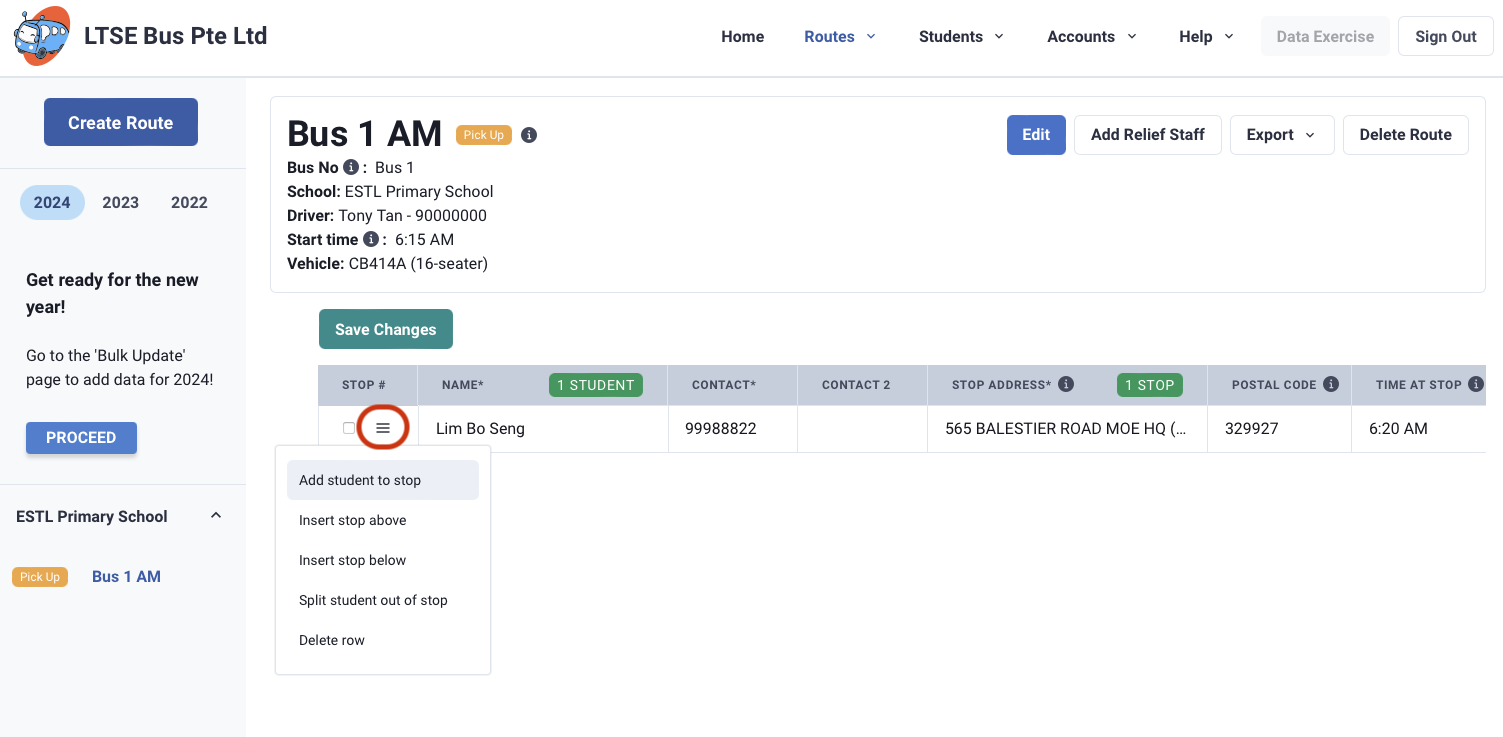 LTSE Bus Pte Ltd
Home Routes Students Accounts Help Data Exercise Sign Out
Create Route
2024 2023 2022
Get ready for the new
year!
Go to the 'Bulk Update'
page to add data for 2024!
PROCEED
ESTL Primary School
Pick Up Bus 1 AM
Bus 1 AM Pick Up
Edit Add Relief Staff Export Delete Route
Bus No : Bus 1
School: ESTL Primary School
Driver: Tony Tan - 90000000
Start time : 6:15 AM
Vehicle: CB414A (16-seater)
Save Changes
STOP # NAME* 1 STUDENT CONTACT* CONTACT 2 STOP ADDRESS* 1 STOP POSTAL CODE TIME AT STOP
Lim Bo Seng 99988822 565 BALESTIER ROAD MOE HQ (... 329927 6:20 AM
Add student to stop
Insert stop above
Insert stop below
Split student out of stop
Delete row